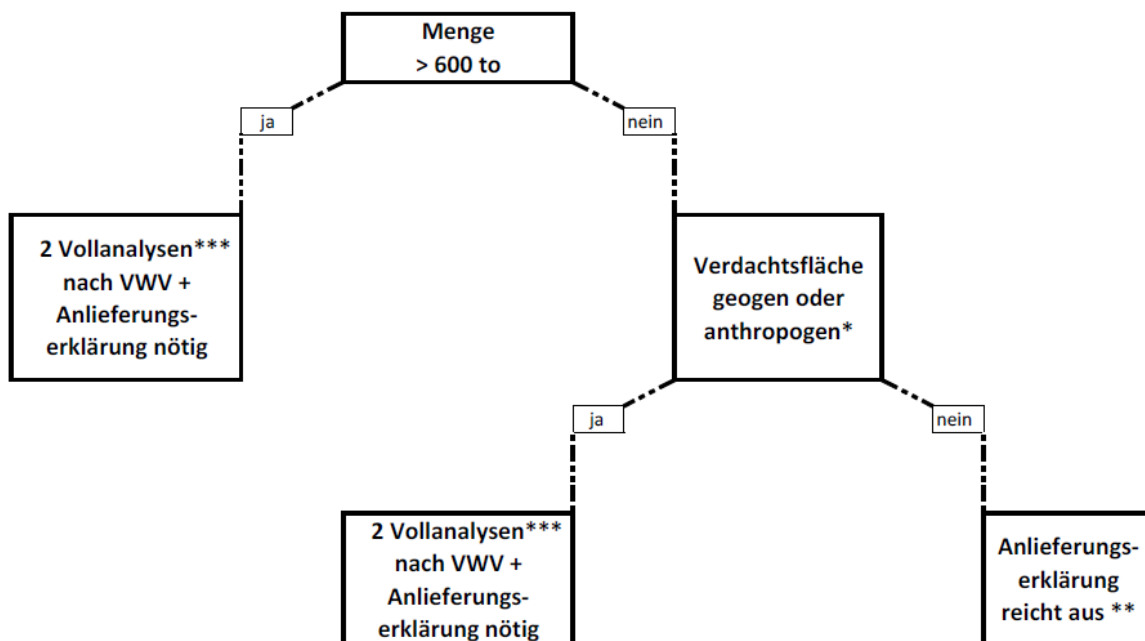 Menge
> 600 to
ja
nein
2 Vollanalysen***
nach VWV +
Anlieferungs-
erklärung nötig
Verdachtsfläche
geogen oder
anthropogen*
ja
nein
2 Vollanalysen***
nach VWV +
Anlieferungs-
erklärung nötig
Anlieferungs-
erklärung
reicht aus **